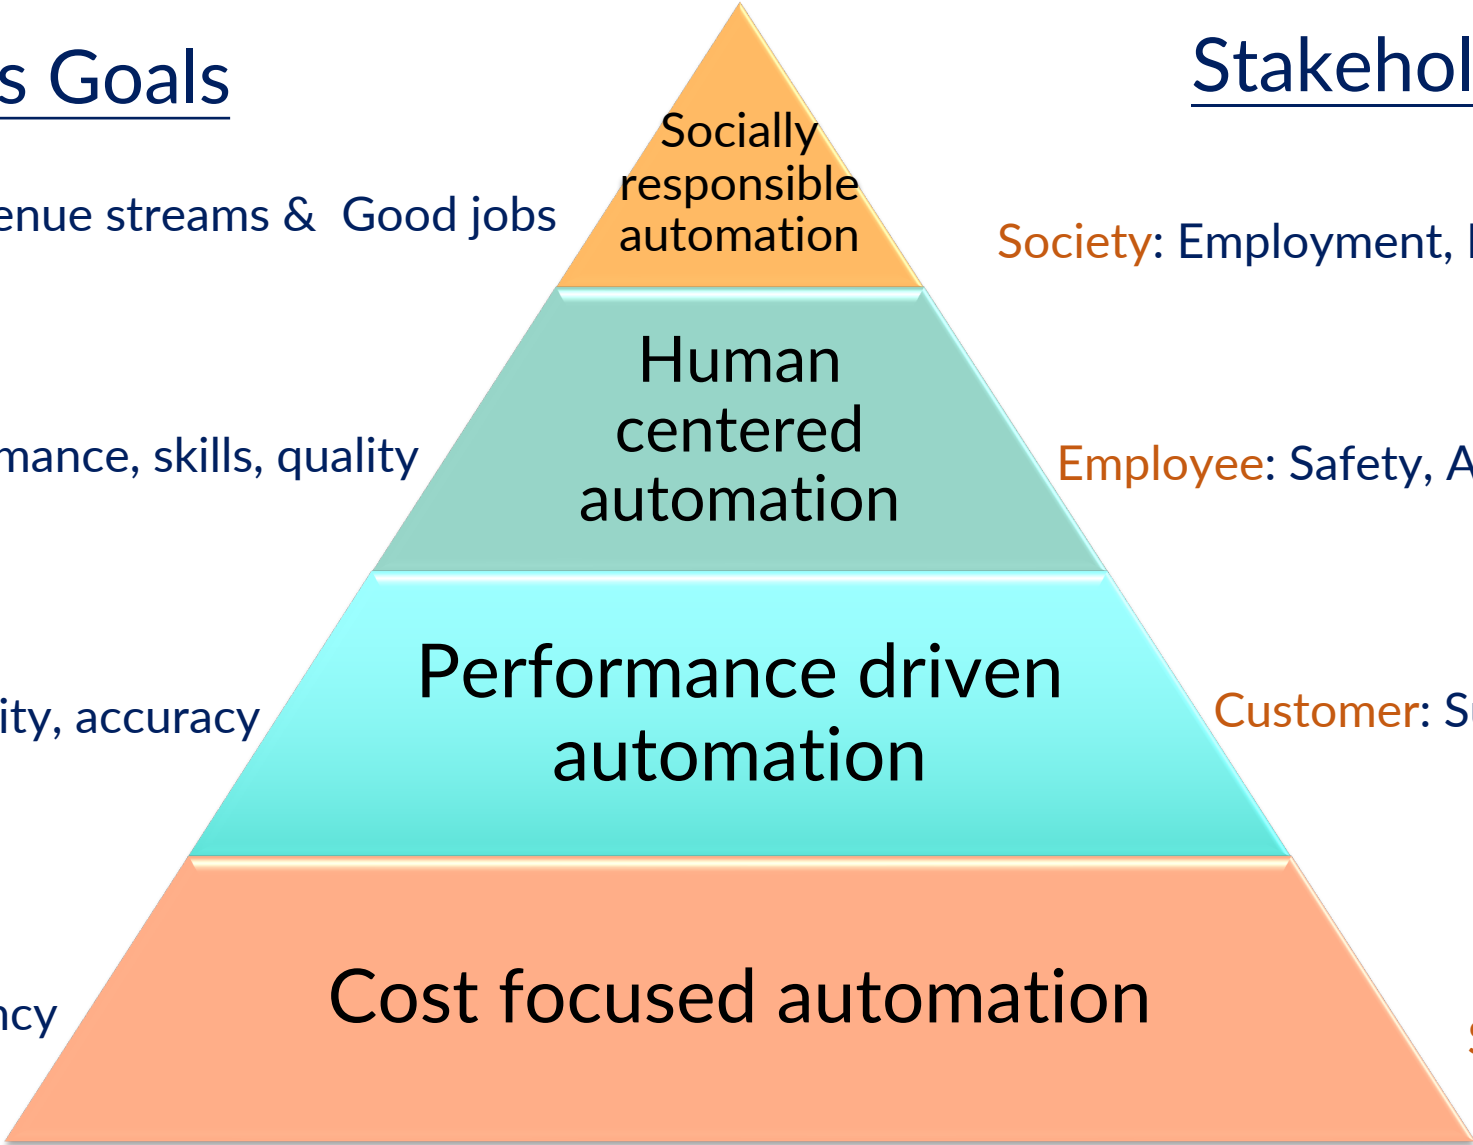 s Goals
Stakehol
Socially
responsible
automation
enue streams & Good jobs
Society: Employment,
Human
centered
automation
mance, skills, quality
Employee: Safety, A
Performance driven
automation
ity, accuracy
Customer: Su
Cost focused automation
ncy